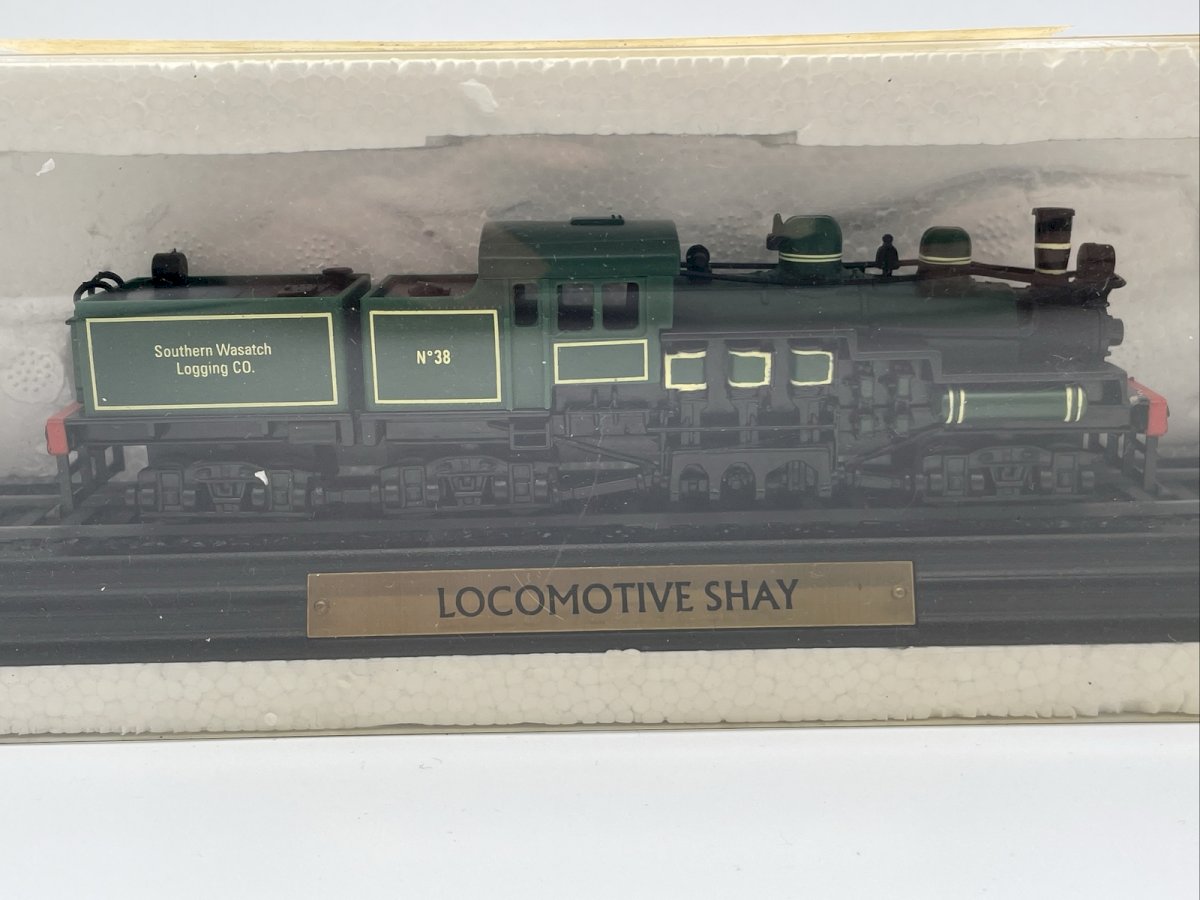 Southern Wasatch
Logging CO.
N°38
LOCOMOTIVE SHAY